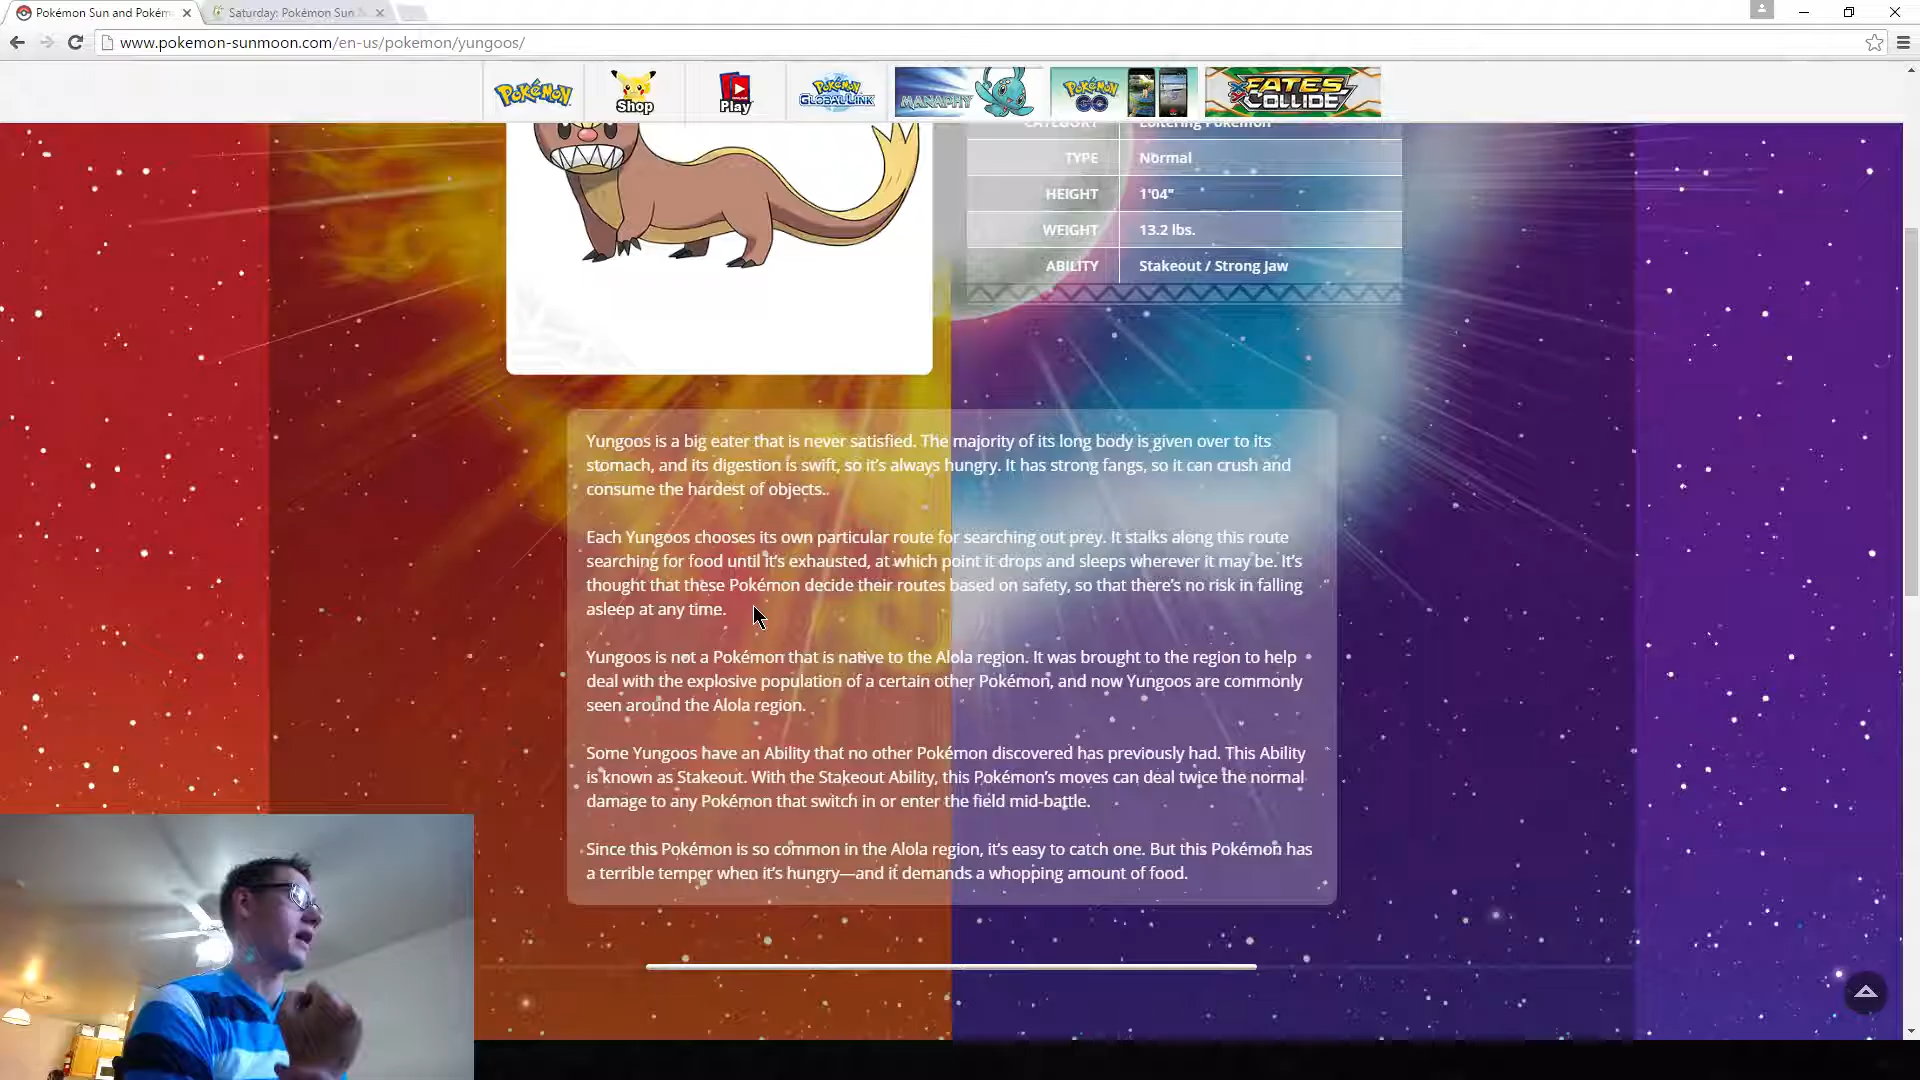 Pokémon Sun and Pokém
Saturday: Pokémon Sun
www.pokemon-sunmoon.com/en-us/pokemon/yungoos/
Pokémon
Shop
Play
Pokémon GLOBAL LINK
MANAPHY
POKÉMON GO
FATES COLLIDE
CATEGORY Loitering Pokémon
TYPE Normal
HEIGHT 1'04"
WEIGHT 13.2 lbs.
ABILITY Stakeout / Strong Jaw
Yungoos is a big eater that is never satisfied. The majority of its long body is given over to its
stomach, and its digestion is swift, so it's always hungry. It has strong fangs, so it can crush and
consume the hardest of objects..
Each Yungoos chooses its own particular route for searching out prey. It stalks along this route
searching for food until it's exhausted, at which point it drops and sleeps wherever it may be. It's
thought that these Pokémon decide their routes based on safety, so that there's no risk in falling
asleep at any time.
Yungoos is not a Pokémon that is native to the Alola region. It was brought to the region to help
deal with the explosive population of a certain other Pokémon, and now Yungoos are commonly
seen around the Alola region.
Some Yungoos have an Ability that no other Pokémon discovered has previously had. This Ability
is known as Stakeout. With the Stakeout Ability, this Pokémon's moves can deal twice the normal
damage to any Pokémon that switch in or enter the field mid-battle.
Since this Pokémon is so common in the Alola region, it's easy to catch one. But this Pokémon has
a terrible temper when it's hungry—and it demands a whopping amount of food.